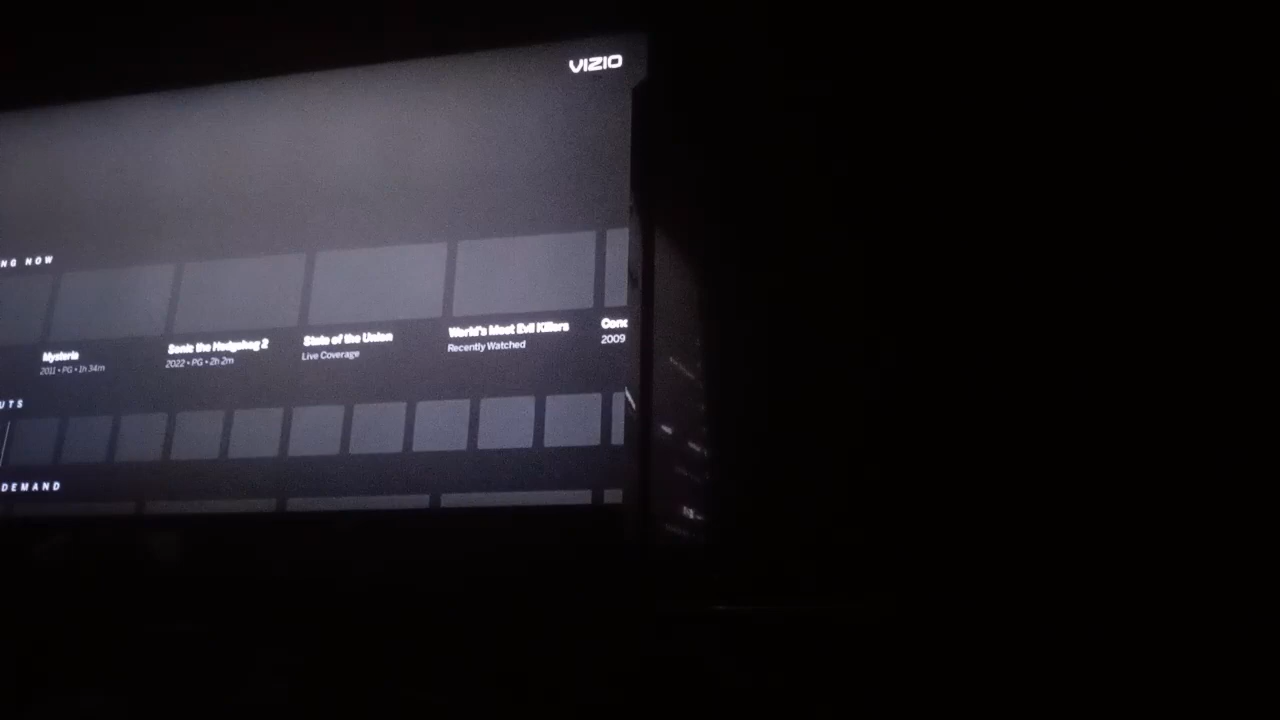 VIZIO
NG NOW
Mysteria
2011 • PG • 1h 34m
Sonic the Hedgehog 2
2022 • PG • 2h 2m
State of the Union
Live Coverage
World's Most Evil Killers
Recently Watched
Conc
2009
UTS
DEMAND